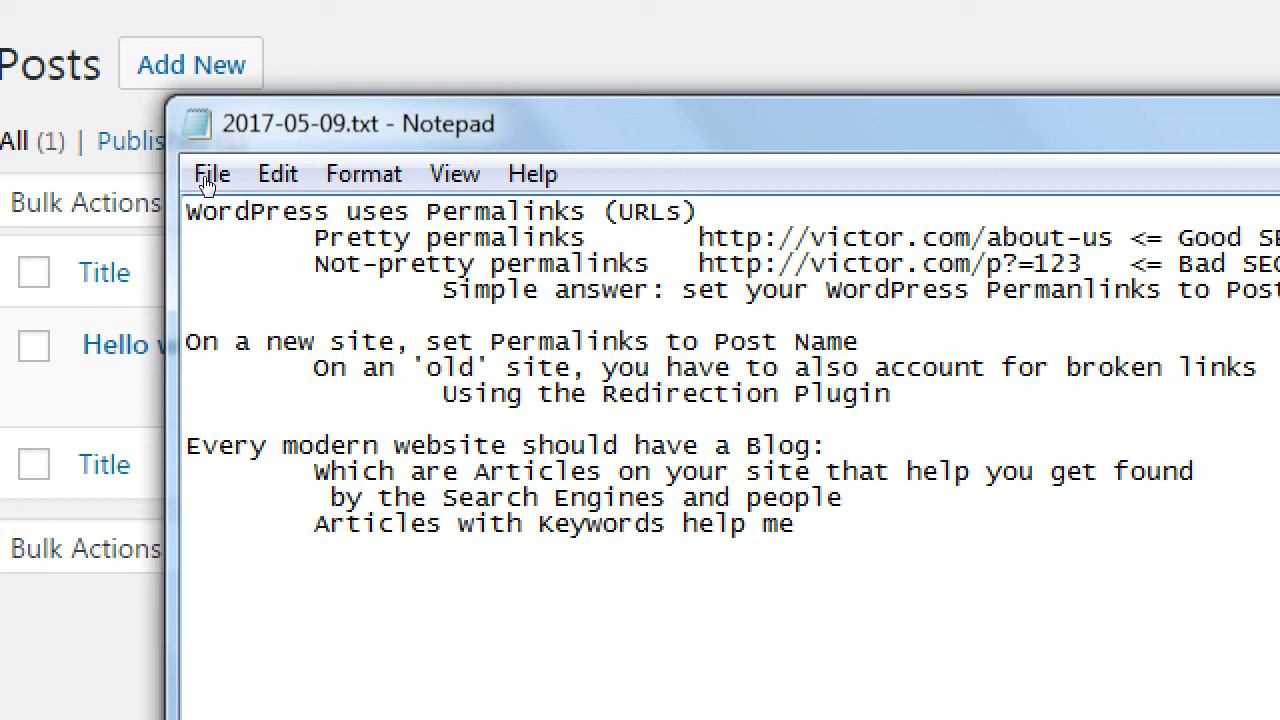 Posts Add New
All (1) | Publis
Bulk Actions
Title
Hello w
Title
Bulk Actions
2017-05-09.txt - Notepad
File Edit Format View Help
WordPress uses Permalinks (URLs)
Pretty permalinks http://victor.com/about-us <= Good SE
Not-pretty permalinks http://victor.com/p?=123 <= Bad SEO
Simple answer: set your WordPress Permanlinks to Post
On a new site, set Permalinks to Post Name
On an 'old' site, you have to also account for broken links
Using the Redirection Plugin
Every modern website should have a Blog:
Which are Articles on your site that help you get found
by the Search Engines and people
Articles with Keywords help me